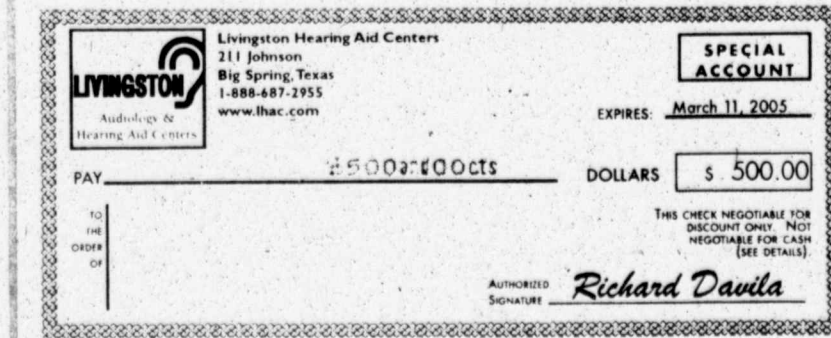 LIVINGSTON
Audiology &
Hearing Aid Centers
Livingston Hearing Aid Centers
211 Johnson
Big Spring, Texas
1-888-687-2955
www.lhac.com
SPECIAL
ACCOUNT
EXPIRES: March 11, 2005
PAY $500and00cts DOLLARS $ 500.00
TO
THE
ORDER
OF
THIS CHECK NEGOTIABLE FOR
DISCOUNT ONLY. NOT
NEGOTIABLE FOR CASH
(SEE DETAILS)
AUTHORIZED
SIGNATURE Richard Davila